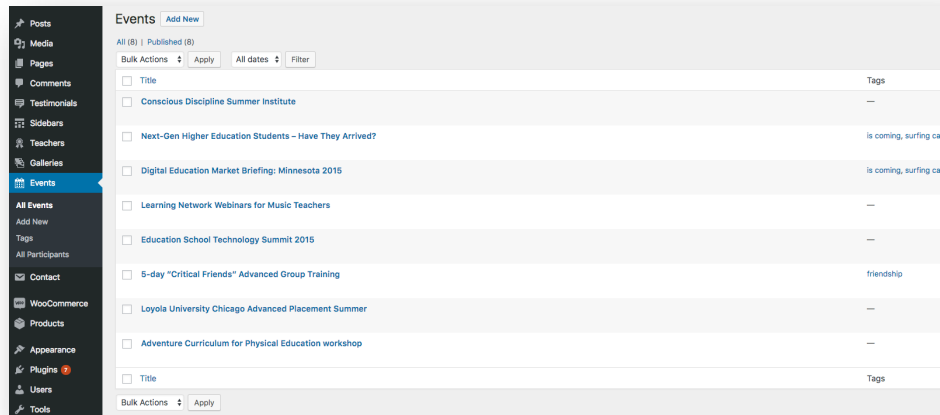 Posts
Media
Pages
Comments
Testimonials
Sidebars
Teachers
Galleries
Events
All Events
Add New
Tags
All Participants
Contact
WooCommerce
Products
Appearance
Plugins 7
Users
Tools
Events Add New
All (8) | Published (8)
Bulk Actions Apply All dates Filter
Title Tags
Conscious Discipline Summer Institute —
Next-Gen Higher Education Students – Have They Arrived? is coming, surfing ca
Digital Education Market Briefing: Minnesota 2015 is coming, surfing ca
Learning Network Webinars for Music Teachers —
Education School Technology Summit 2015 —
5-day “Critical Friends” Advanced Group Training friendship
Loyola University Chicago Advanced Placement Summer —
Adventure Curriculum for Physical Education workshop —
Title Tags
Bulk Actions Apply